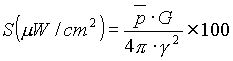 S(μW/cm²) = p̅·G / 4π·γ² ×100